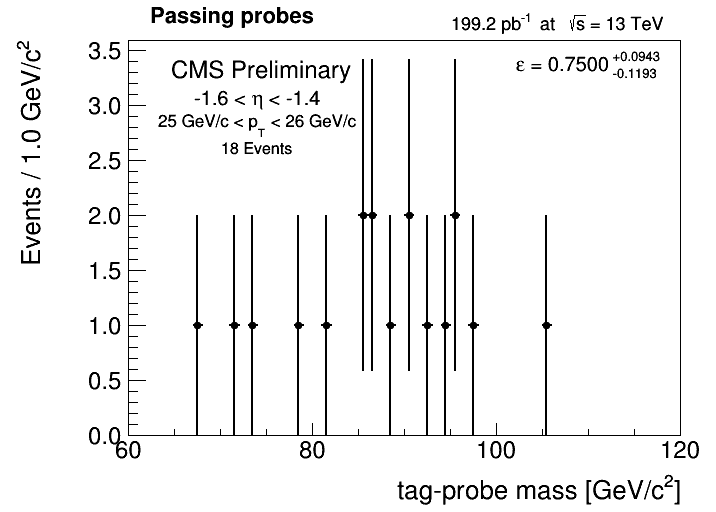 Passing probes
199.2 pb⁻¹ at √s = 13 TeV
CMS Preliminary
-1.6 < η < -1.4
25 GeV/c < p_T < 26 GeV/c
18 Events
ε = 0.7500 +0.0943 -0.1193
Events / 1.0 GeV/c²
3.5
3.0
2.5
2.0
1.5
1.0
0.5
0.0
60 80 100 120
tag-probe mass [GeV/c²]